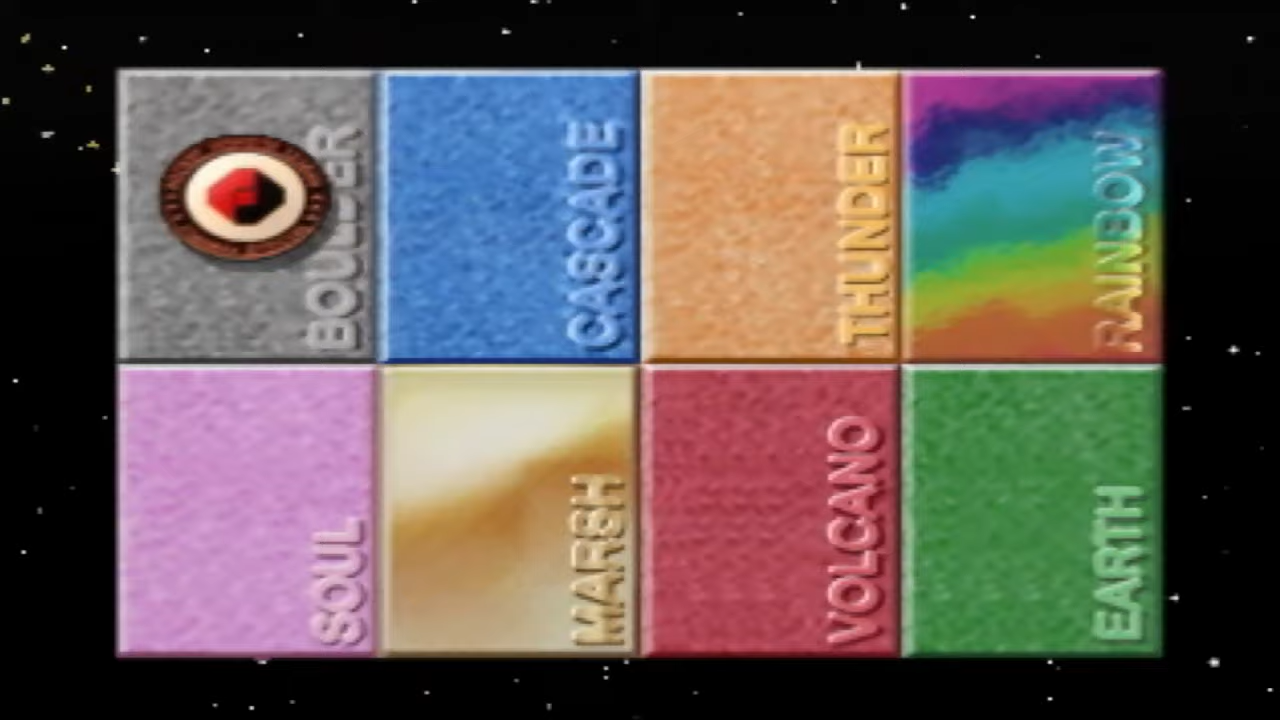 BOULDER
CASCADE
THUNDER
RAINBOW
SOUL
MARSH
VOLCANO
EARTH